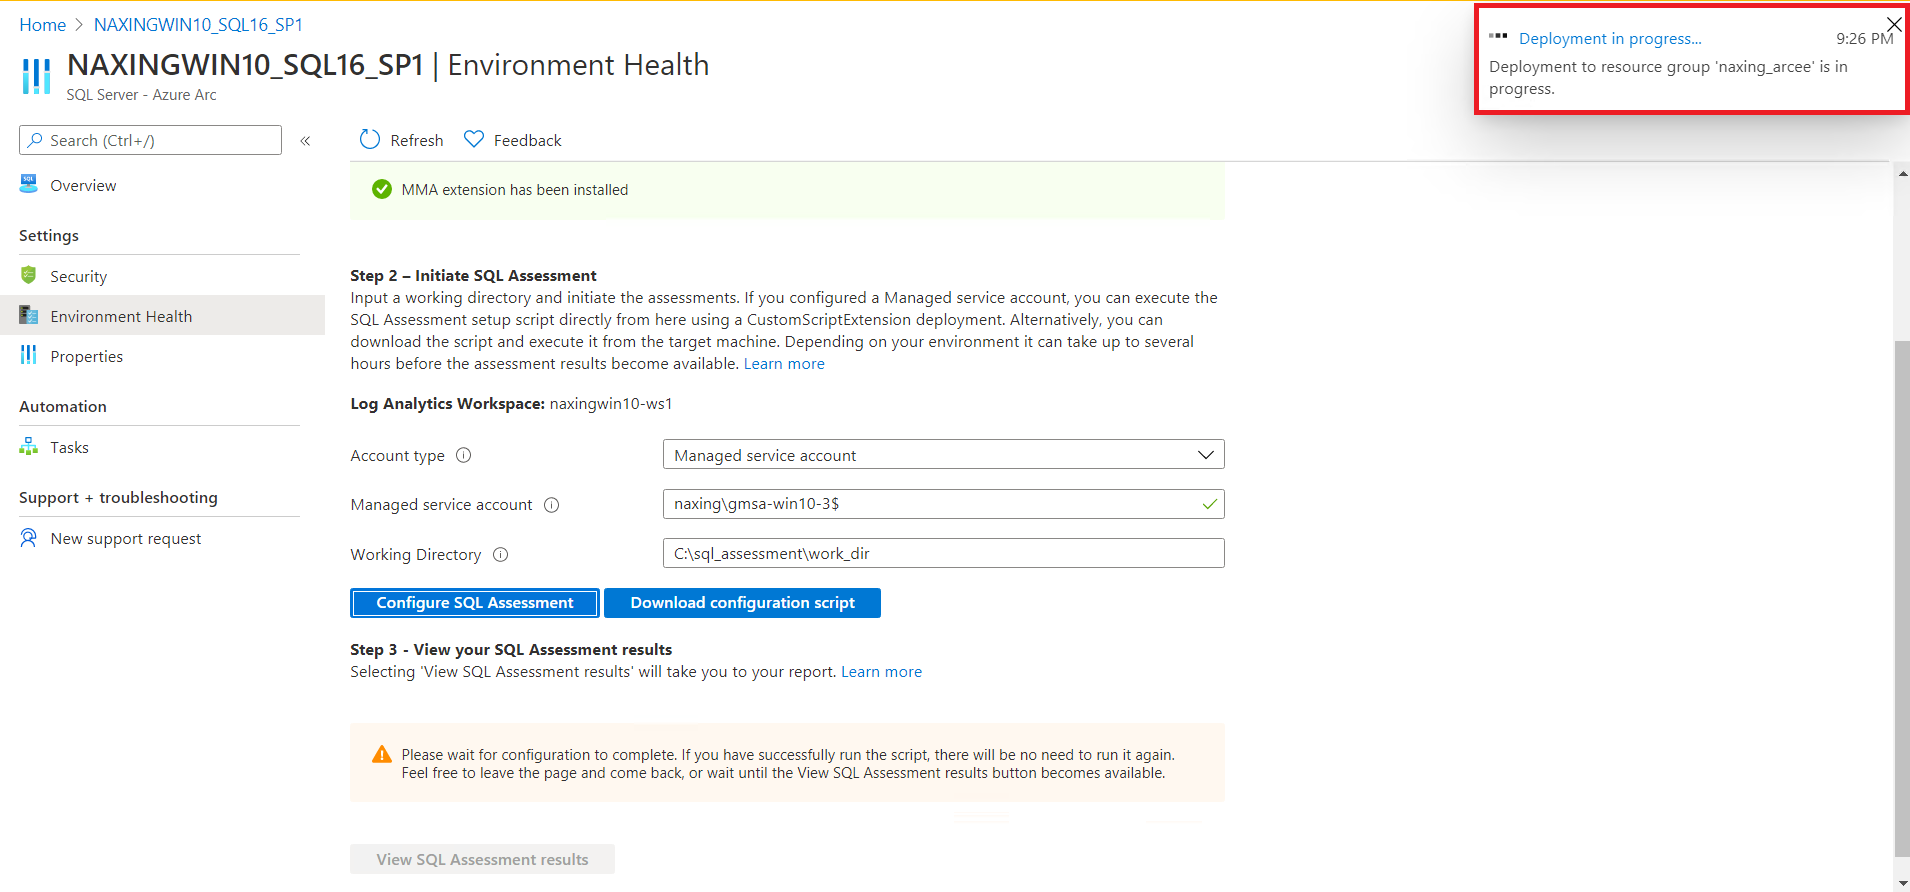 Home > NAXINGWIN10_SQL16_SP1
NAXINGWIN10_SQL16_SP1 | Environment Health
SQL Server - Azure Arc
Deployment in progress... 9:26 PM
Deployment to resource group 'naxing_arcee' is in
progress.
Search (Ctrl+/)
«
Overview
Settings
Security
Environment Health
Properties
Automation
Tasks
Support + troubleshooting
New support request
Refresh Feedback
MMA extension has been installed
Step 2 – Initiate SQL Assessment
Input a working directory and initiate the assessments. If you configured a Managed service account, you can execute the
SQL Assessment setup script directly from here using a CustomScriptExtension deployment. Alternatively, you can
download the script and execute it from the target machine. Depending on your environment it can take up to several
hours before the assessment results become available. Learn more
Log Analytics Workspace: naxingwin10-ws1
Account type Managed service account
Managed service account naxing\gmsa-win10-3$
Working Directory C:\sql_assessment\work_dir
Configure SQL Assessment Download configuration script
Step 3 - View your SQL Assessment results
Selecting 'View SQL Assessment results' will take you to your report. Learn more
Please wait for configuration to complete. If you have successfully run the script, there will be no need to run it again.
Feel free to leave the page and come back, or wait until the View SQL Assessment results button becomes available.
View SQL Assessment results